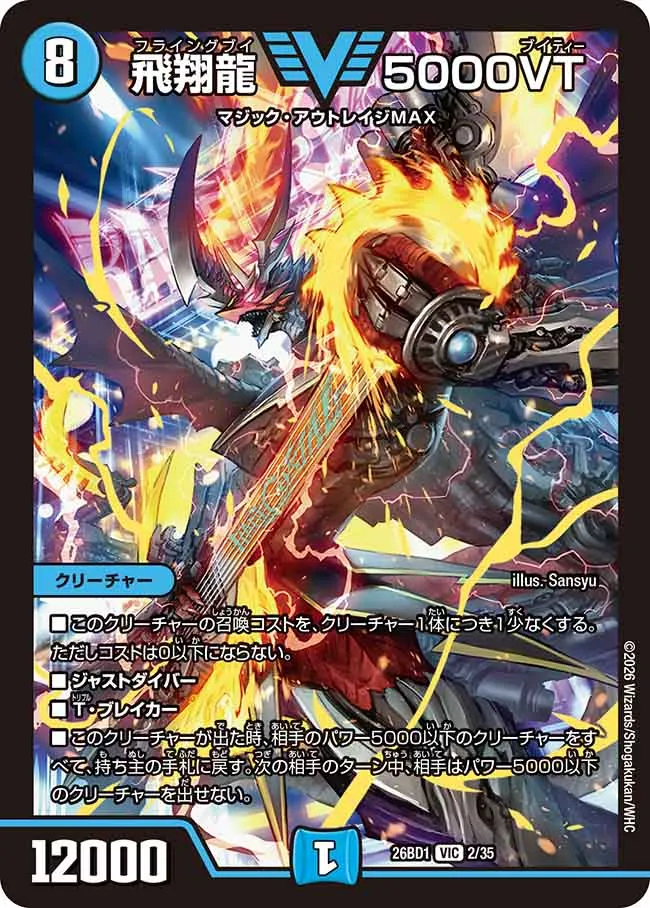 8
フライングブイ ブイティー
飛翔龍 5000VT
マジック・アウトレイジMAX
クリーチャー
illus. Sansyu
■このクリーチャーの召喚コストを、クリーチャー1体につき1少なくする。
ただしコストは0以下にならない。
■ジャストダイバー
■T・ブレイカー
■このクリーチャーが出た時、相手のパワー5000以下のクリーチャーをす
べて、持ち主の手札に戻す。次の相手のターン中、相手はパワー5000以下
のクリーチャーを出せない。
©2026 Wizards/Shogakukan/WHC
12000
1
26BD1 VIC 2/35